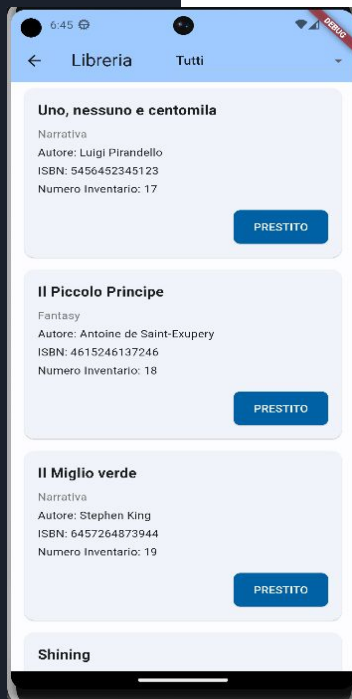 6:45
DEBUG
Libreria Tutti
Uno, nessuno e centomila
Narrativa
Autore: Luigi Pirandello
ISBN: 5456452345123
Numero Inventario: 17
PRESTITO
Il Piccolo Principe
Fantasy
Autore: Antoine de Saint-Exupery
ISBN: 4615246137246
Numero Inventario: 18
PRESTITO
Il Miglio verde
Narrativa
Autore: Stephen King
ISBN: 6457264873944
Numero Inventario: 19
PRESTITO
Shining